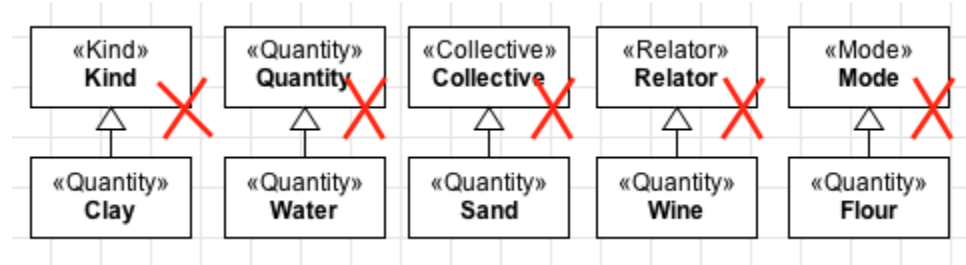 «Kind»
Kind
«Quantity»
Quantity
«Collective»
Collective
«Relator»
Relator
«Mode»
Mode
«Quantity»
Clay
«Quantity»
Water
«Quantity»
Sand
«Quantity»
Wine
«Quantity»
Flour